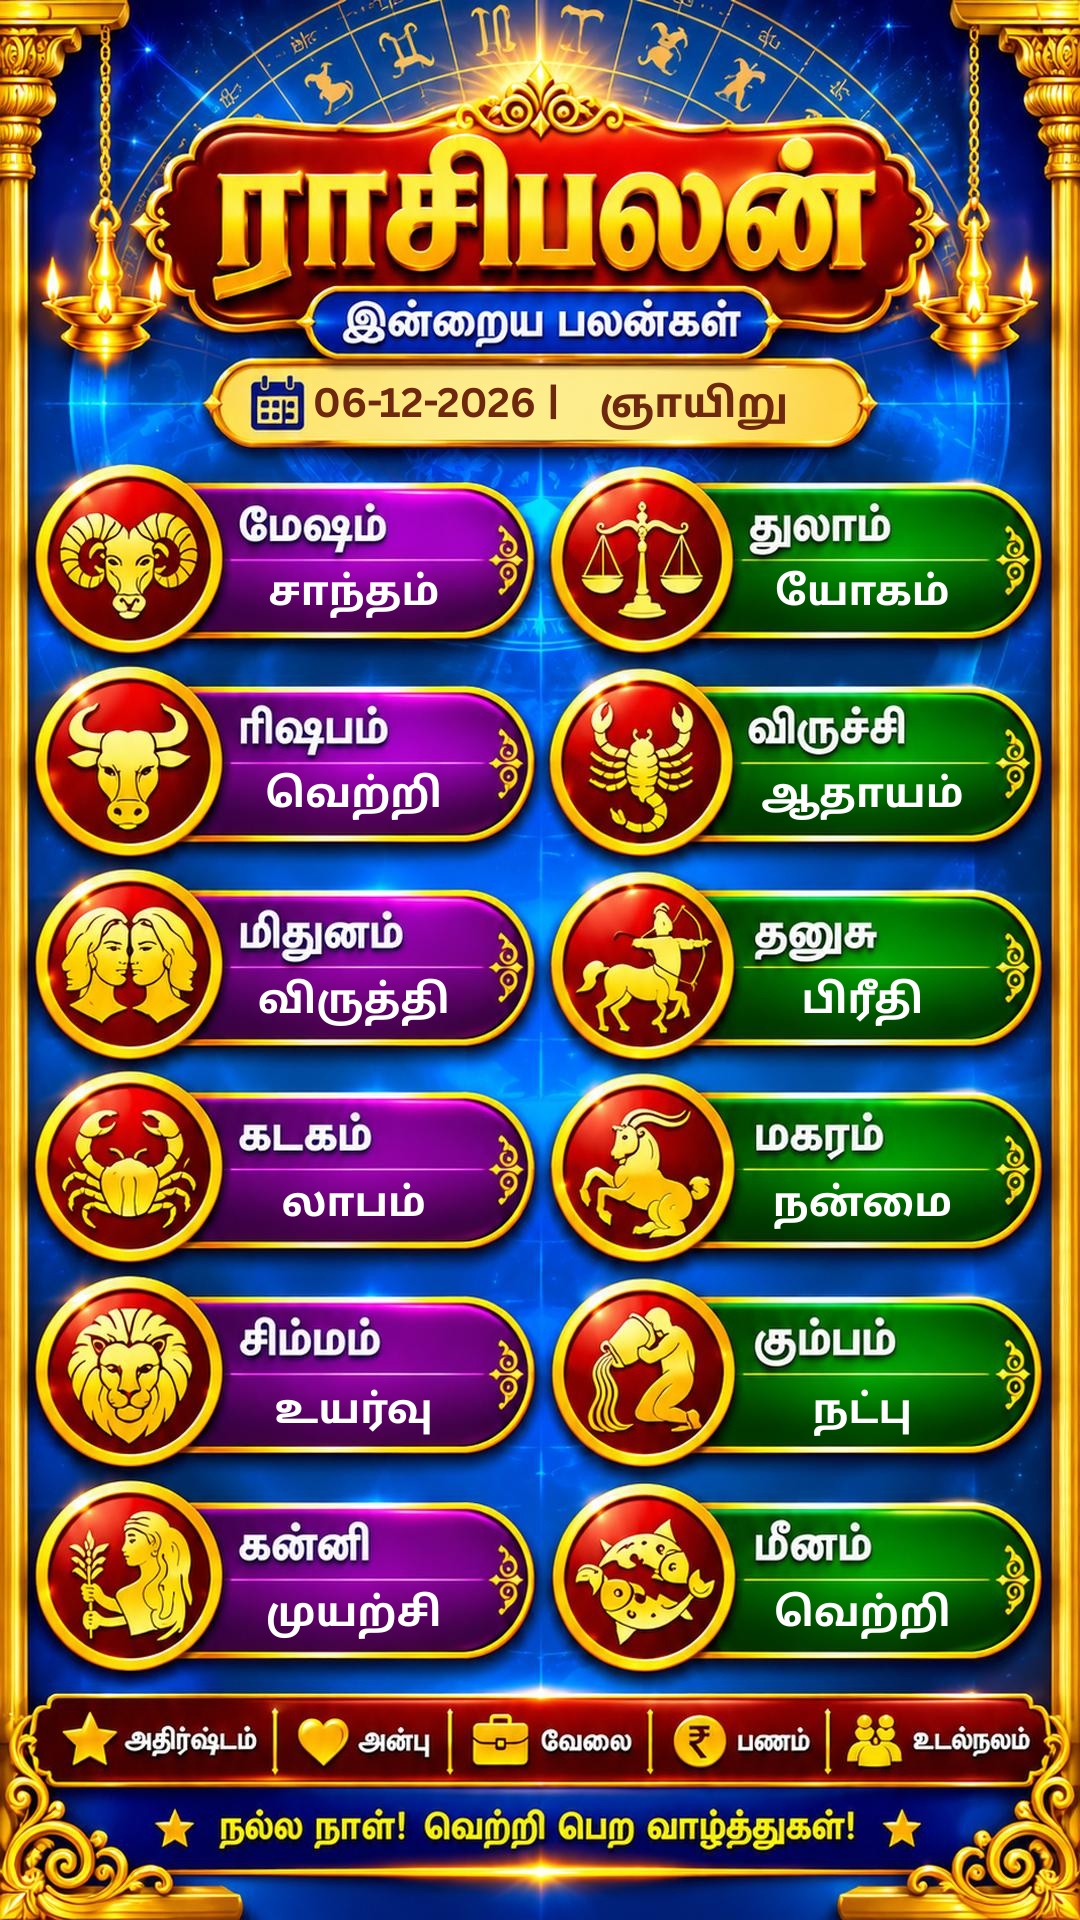 ராசிபலன்
இன்றைய பலன்கள்
06-12-2026 | ஞாயிறு
மேஷம்
சாந்தம்
துலாம்
யோகம்
ரிஷபம்
வெற்றி
விருச்சி
ஆதாயம்
மிதுனம்
விருத்தி
தனுசு
பிரீதி
கடகம்
லாபம்
மகரம்
நன்மை
சிம்மம்
உயர்வு
கும்பம்
நட்பு
கன்னி
முயற்சி
மீனம்
வெற்றி
அதிர்ஷ்டம் அன்பு வேலை ₹ பணம் உடல்நலம்
நல்ல நாள்! வெற்றி பெற வாழ்த்துகள்!